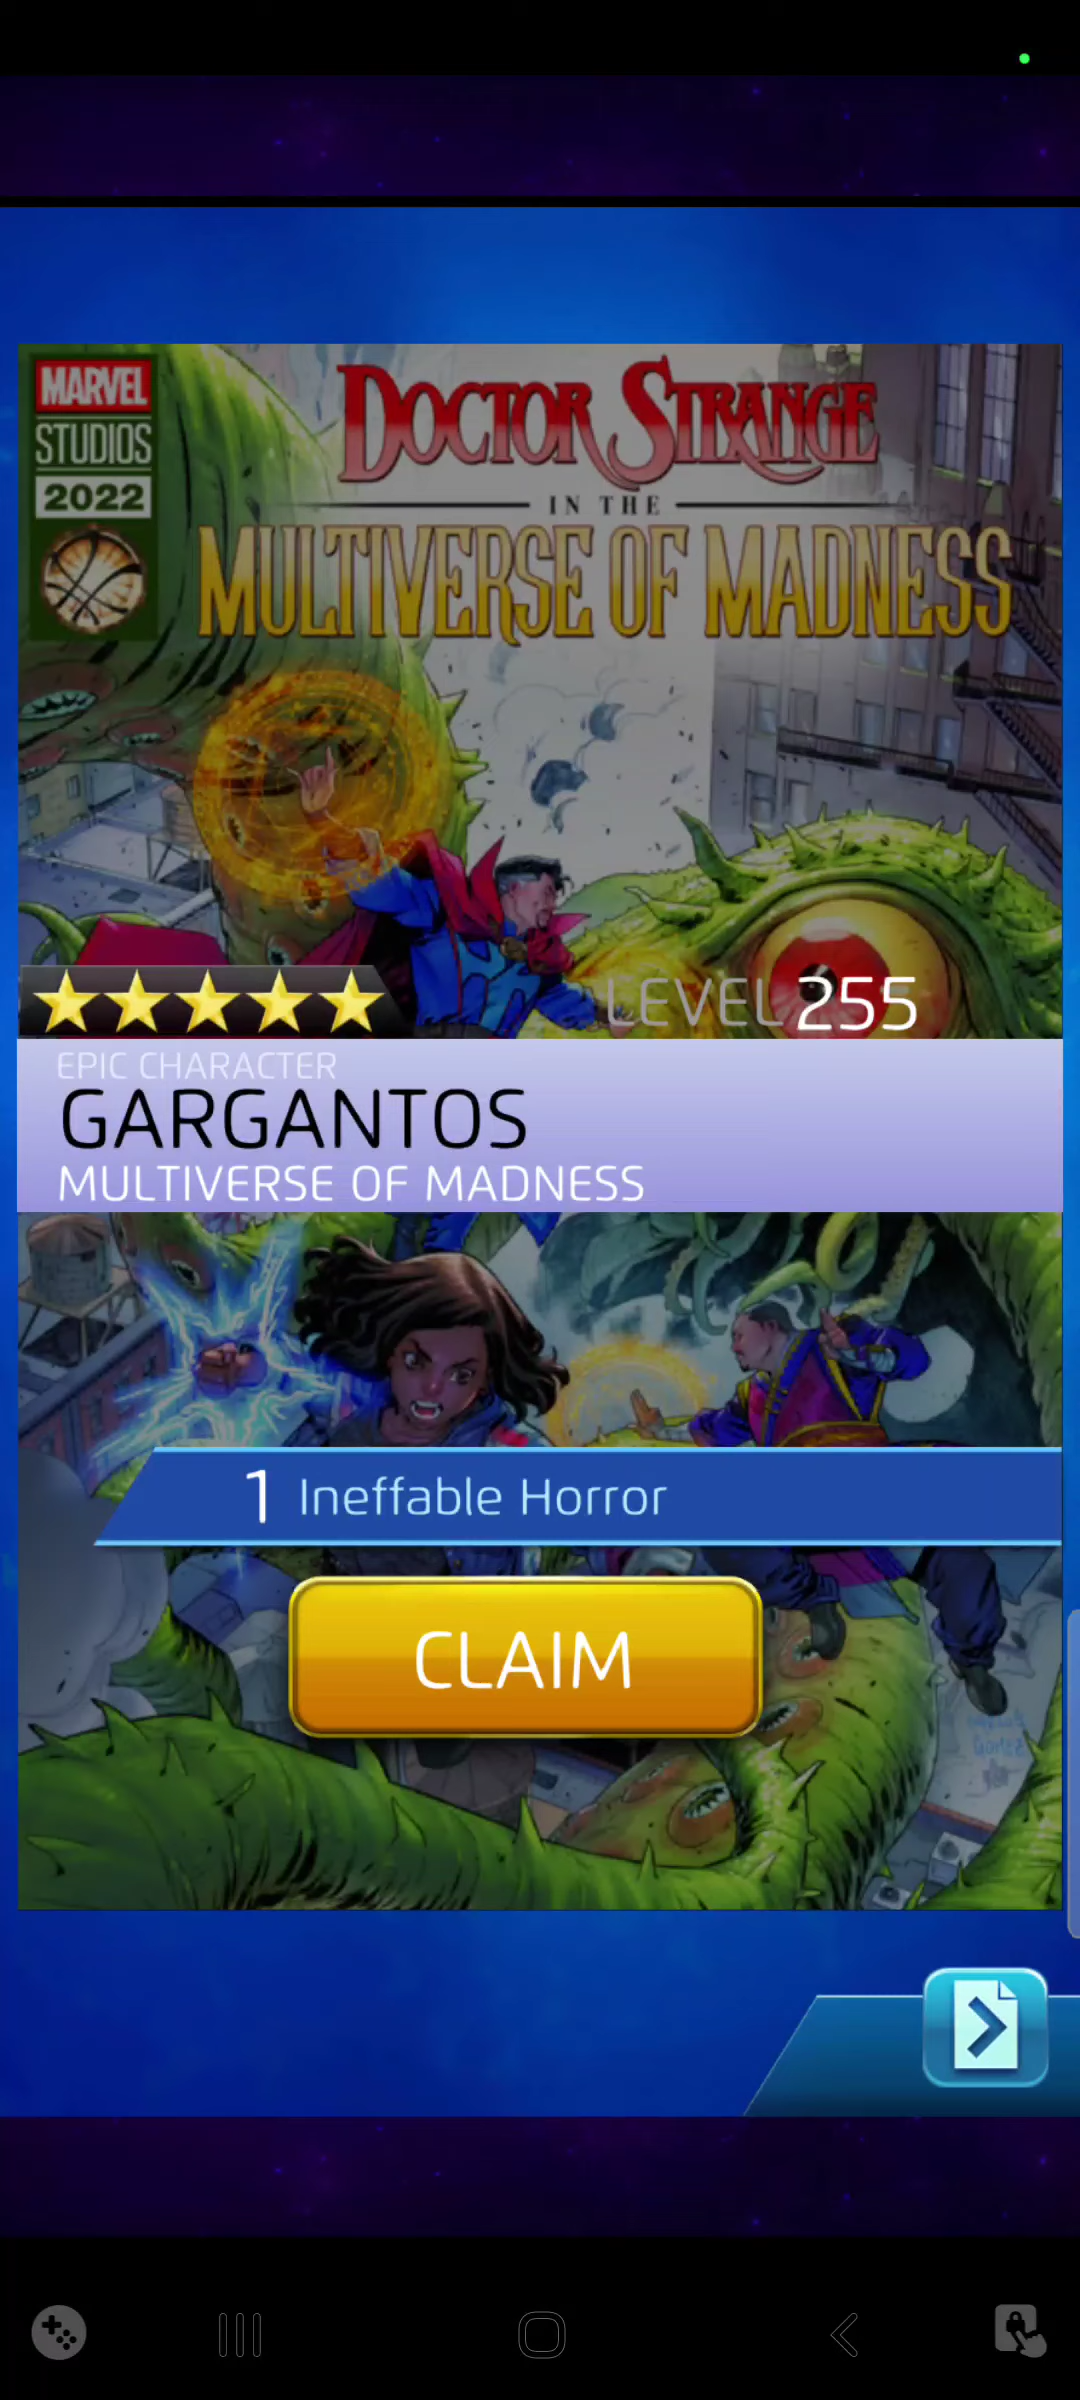 MARVEL
STUDIOS
2022
DOCTOR STRANGE
IN THE
MULTIVERSE OF MADNESS
LEVEL 255
EPIC CHARACTER
GARGANTOS
MULTIVERSE OF MADNESS
1 Ineffable Horror
CLAIM